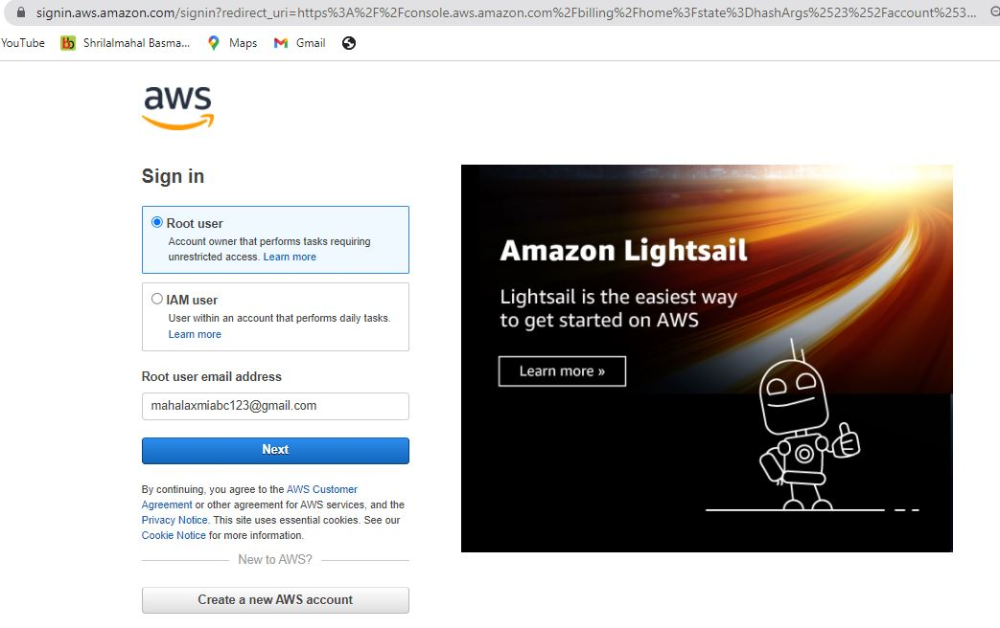 signin.aws.amazon.com/signin?redirect_uri=https%3A%2F%2Fconsole.aws.amazon.com%2Fbilling%2Fhome%3Fstate%3DhashArgs%2523%252Faccount%253...
YouTube Shrilalmahal Basma... Maps Gmail
aws
Sign in
Root user
Account owner that performs tasks requiring
unrestricted access. Learn more
IAM user
User within an account that performs daily tasks.
Learn more
Root user email address
mahalaxmiabc123@gmail.com
Next
By continuing, you agree to the AWS Customer
Agreement or other agreement for AWS services, and the
Privacy Notice. This site uses essential cookies. See our
Cookie Notice for more information.
New to AWS?
Create a new AWS account
Amazon Lightsail
Lightsail is the easiest way
to get started on AWS
Learn more »